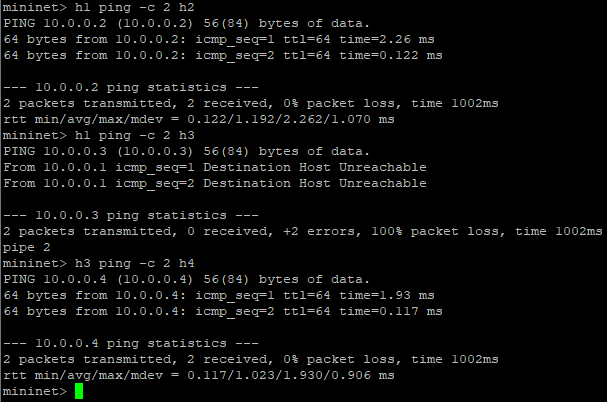 mininet> h1 ping -c 2 h2
PING 10.0.0.2 (10.0.0.2) 56(84) bytes of data.
64 bytes from 10.0.0.2: icmp_seq=1 ttl=64 time=2.26 ms
64 bytes from 10.0.0.2: icmp_seq=2 ttl=64 time=0.122 ms
--- 10.0.0.2 ping statistics ---
2 packets transmitted, 2 received, 0% packet loss, time 1002ms
rtt min/avg/max/mdev = 0.122/1.192/2.262/1.070 ms
mininet> h1 ping -c 2 h3
PING 10.0.0.3 (10.0.0.3) 56(84) bytes of data.
From 10.0.0.1 icmp_seq=1 Destination Host Unreachable
From 10.0.0.1 icmp_seq=2 Destination Host Unreachable
--- 10.0.0.3 ping statistics ---
2 packets transmitted, 0 received, +2 errors, 100% packet loss, time 1002ms
pipe 2
mininet> h3 ping -c 2 h4
PING 10.0.0.4 (10.0.0.4) 56(84) bytes of data.
64 bytes from 10.0.0.4: icmp_seq=1 ttl=64 time=1.93 ms
64 bytes from 10.0.0.4: icmp_seq=2 ttl=64 time=0.117 ms
--- 10.0.0.4 ping statistics ---
2 packets transmitted, 2 received, 0% packet loss, time 1002ms
rtt min/avg/max/mdev = 0.117/1.023/1.930/0.906 ms
mininet>